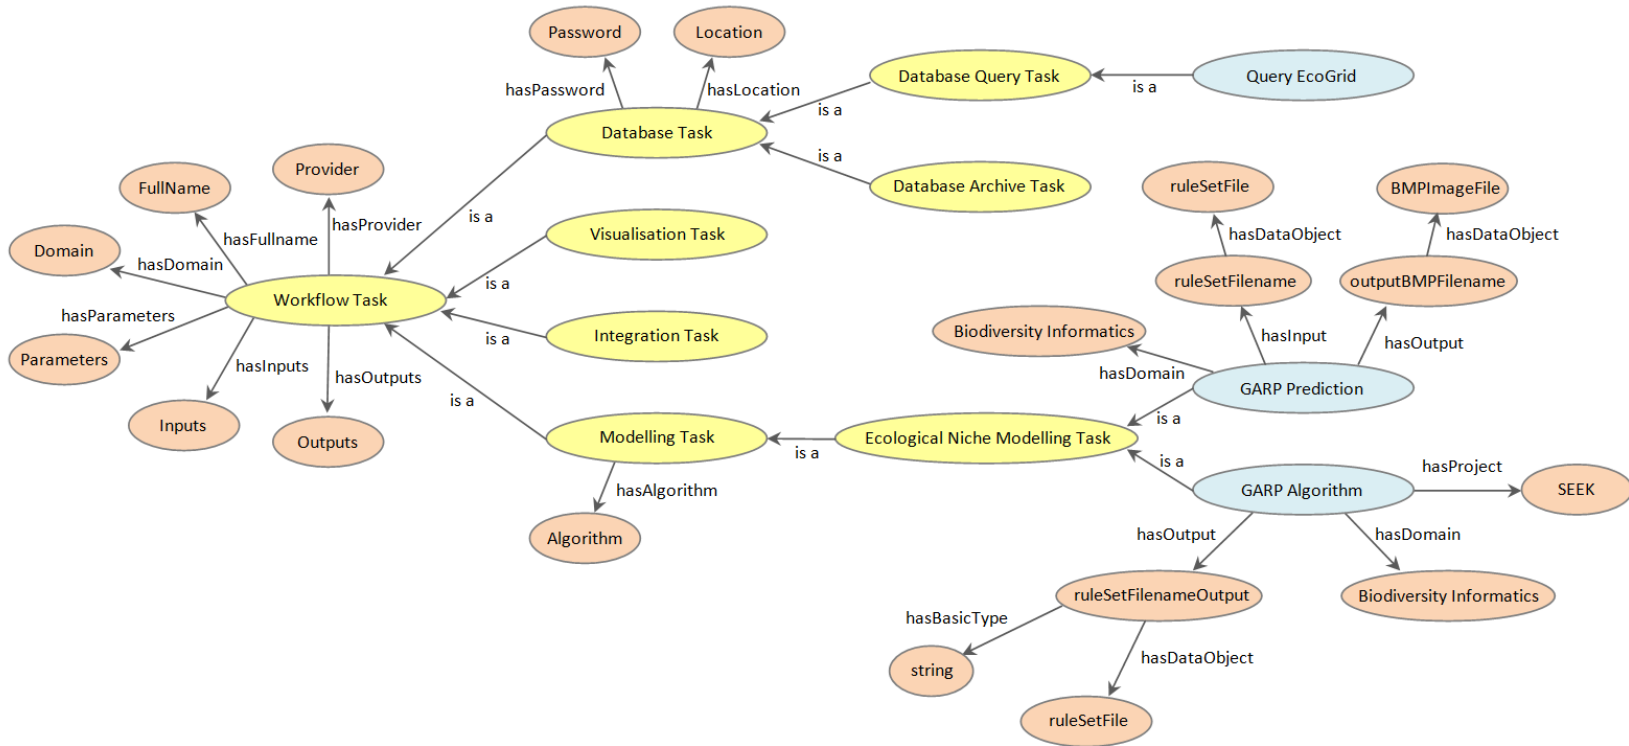 Password
Location
Database Query Task
Query EcoGrid
is a
hasPassword
hasLocation
is a
Database Task
is a
Provider
FullName
Database Archive Task
ruleSetFile
BMPImageFile
is a
hasProvider
hasFullname
Visualisation Task
hasDataObject
hasDataObject
Domain
hasDomain
is a
ruleSetFilename
outputBMPFilename
Workflow Task
hasParameters
Integration Task
is a
Biodiversity Informatics
hasInput
hasOutput
Parameters
hasInputs
hasOutputs
hasDomain
GARP Prediction
is a
is a
Inputs
Outputs
Modelling Task
is a
Ecological Niche Modelling Task
is a
hasAlgorithm
GARP Algorithm
hasProject
SEEK
Algorithm
hasOutput
hasDomain
ruleSetFilenameOutput
Biodiversity Informatics
hasBasicType
string
hasDataObject
ruleSetFile